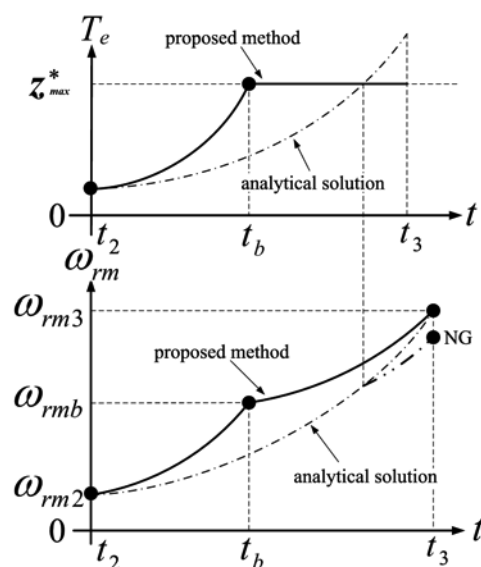 T_e
proposed method
z*_max
analytical solution
0
t_2
t_b
t_3
t
ω_rm
ω_rm3
NG
proposed method
ω_rmb
analytical solution
ω_rm2
0
t_2
t_b
t_3
t